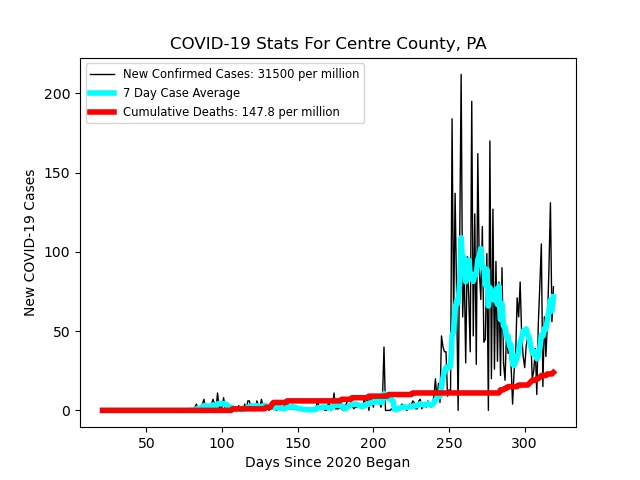 COVID-19 Stats For Centre County, PA
New Confirmed Cases: 31500 per million
7 Day Case Average
Cumulative Deaths: 147.8 per million
New COVID-19 Cases
200
150
100
50
0
50 100 150 200 250 300
Days Since 2020 Began